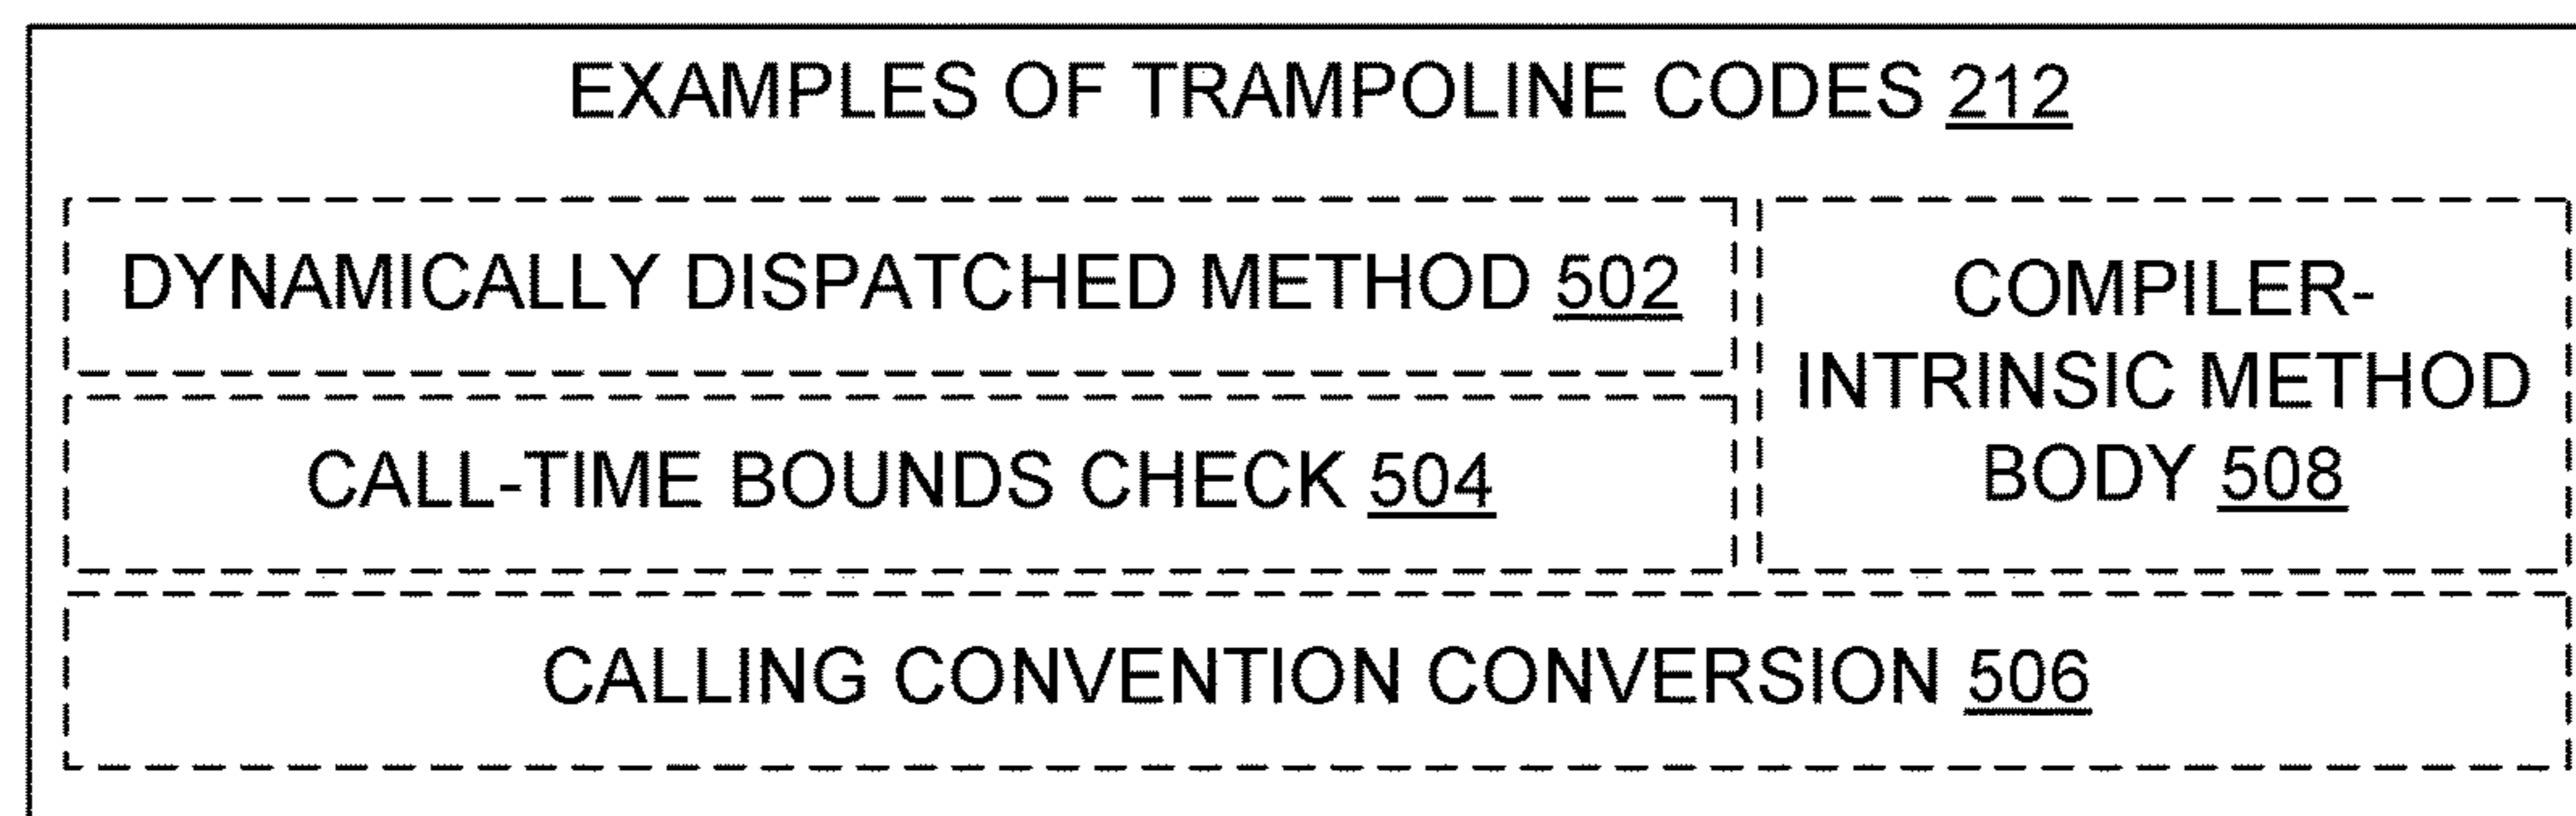 EXAMPLES OF TRAMPOLINE CODES 212
DYNAMICALLY DISPATCHED METHOD 502
CALL-TIME BOUNDS CHECK 504
COMPILER-
INTRINSIC METHOD
BODY 508
CALLING CONVENTION CONVERSION 506